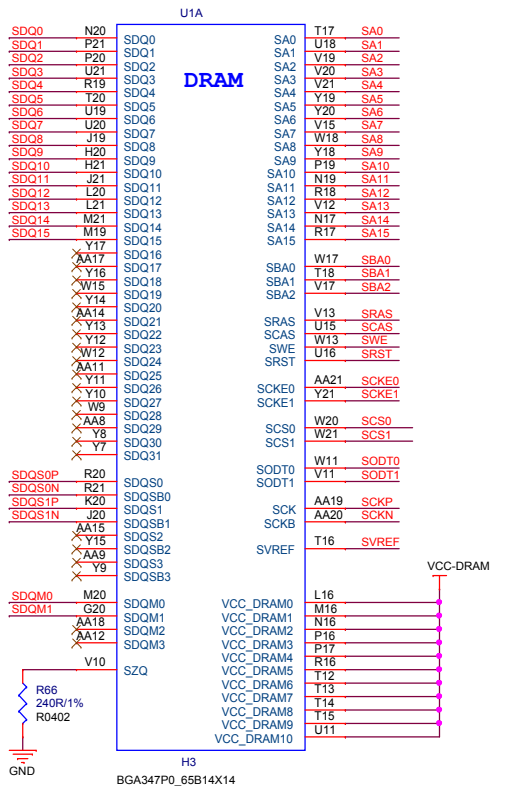 U1A
DRAM
SDQ0 N20 SDQ0 SA0 T17 SA0
SDQ1 P21 SDQ1 SA1 U18 SA1
SDQ2 P20 SDQ2 SA2 V19 SA2
SDQ3 U21 SDQ3 SA3 V20 SA3
SDQ4 R19 SDQ4 SA4 V21 SA4
SDQ5 T20 SDQ5 SA5 Y19 SA5
SDQ6 U19 SDQ6 SA6 Y20 SA6
SDQ7 U20 SDQ7 SA7 V15 SA7
SDQ8 J19 SDQ8 SA8 W18 SA8
SDQ9 H20 SDQ9 SA9 Y18 SA9
SDQ10 H21 SDQ10 SA10 P19 SA10
SDQ11 J21 SDQ11 SA11 N19 SA11
SDQ12 L20 SDQ12 SA12 R18 SA12
SDQ13 L21 SDQ13 SA13 V12 SA13
SDQ14 M21 SDQ14 SA14 N17 SA14
SDQ15 M19 SDQ15 SA15 R17 SA15
Y17 SDQ16
AA17 SDQ17 SBA0 W17 SBA0
Y16 SDQ18 SBA1 T18 SBA1
W15 SDQ19 SBA2 V17 SBA2
Y14 SDQ20
AA14 SDQ21 SRAS V13 SRAS
Y13 SDQ22 SCAS U15 SCAS
Y12 SDQ23 SWE W13 SWE
W12 SDQ24 SRST U16 SRST
AA11 SDQ25
Y11 SDQ26 SCKE0 AA21 SCKE0
Y10 SDQ27 SCKE1 Y21 SCKE1
W9 SDQ28
AA8 SDQ29 SCS0 W20 SCS0
Y8 SDQ30 SCS1 W21 SCS1
Y7 SDQ31
SODT0 W11 SODT0
SDQS0P R20 SDQS0 SODT1 V11 SODT1
SDQS0N R21 SDQSB0
SDQS1P K20 SDQS1 SCK AA19 SCKP
SDQS1N J20 SDQSB1 SCKB AA20 SCKN
AA15 SDQS2
Y15 SDQSB2 SVREF T16 SVREF
AA9 SDQS3
Y9 SDQSB3
VCC-DRAM
SDQM0 M20 SDQM0 VCC_DRAM0 L16
SDQM1 G20 SDQM1 VCC_DRAM1 M16
AA18 SDQM2 VCC_DRAM2 N16
AA12 SDQM3 VCC_DRAM3 P16
VCC_DRAM4 P17
V10 SZQ VCC_DRAM5 R16
VCC_DRAM6 T12
VCC_DRAM7 T13
VCC_DRAM8 T14
VCC_DRAM9 T15
VCC_DRAM10 U11
R66
240R/1%
R0402
GND
H3
BGA347P0_65B14X14